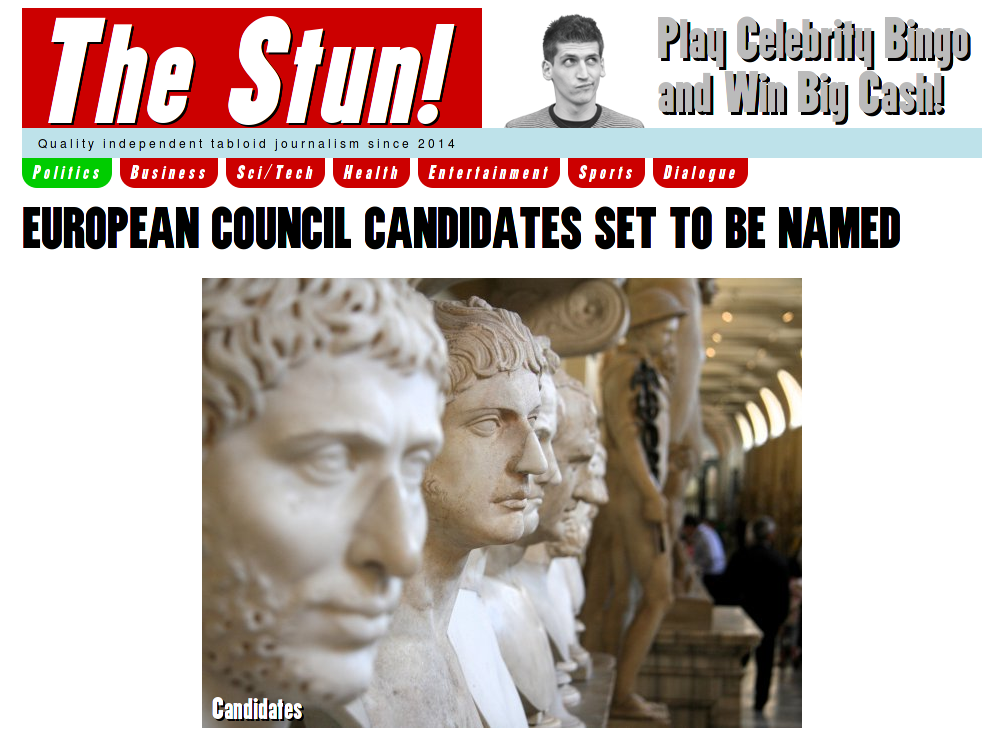 The Stun!
Play Celebrity Bingo
and Win Big Cash!
Quality independent tabloid journalism since 2014
Politics
Business
Sci/Tech
Health
Entertainment
Sports
Dialogue
EUROPEAN COUNCIL CANDIDATES SET TO BE NAMED
Candidates